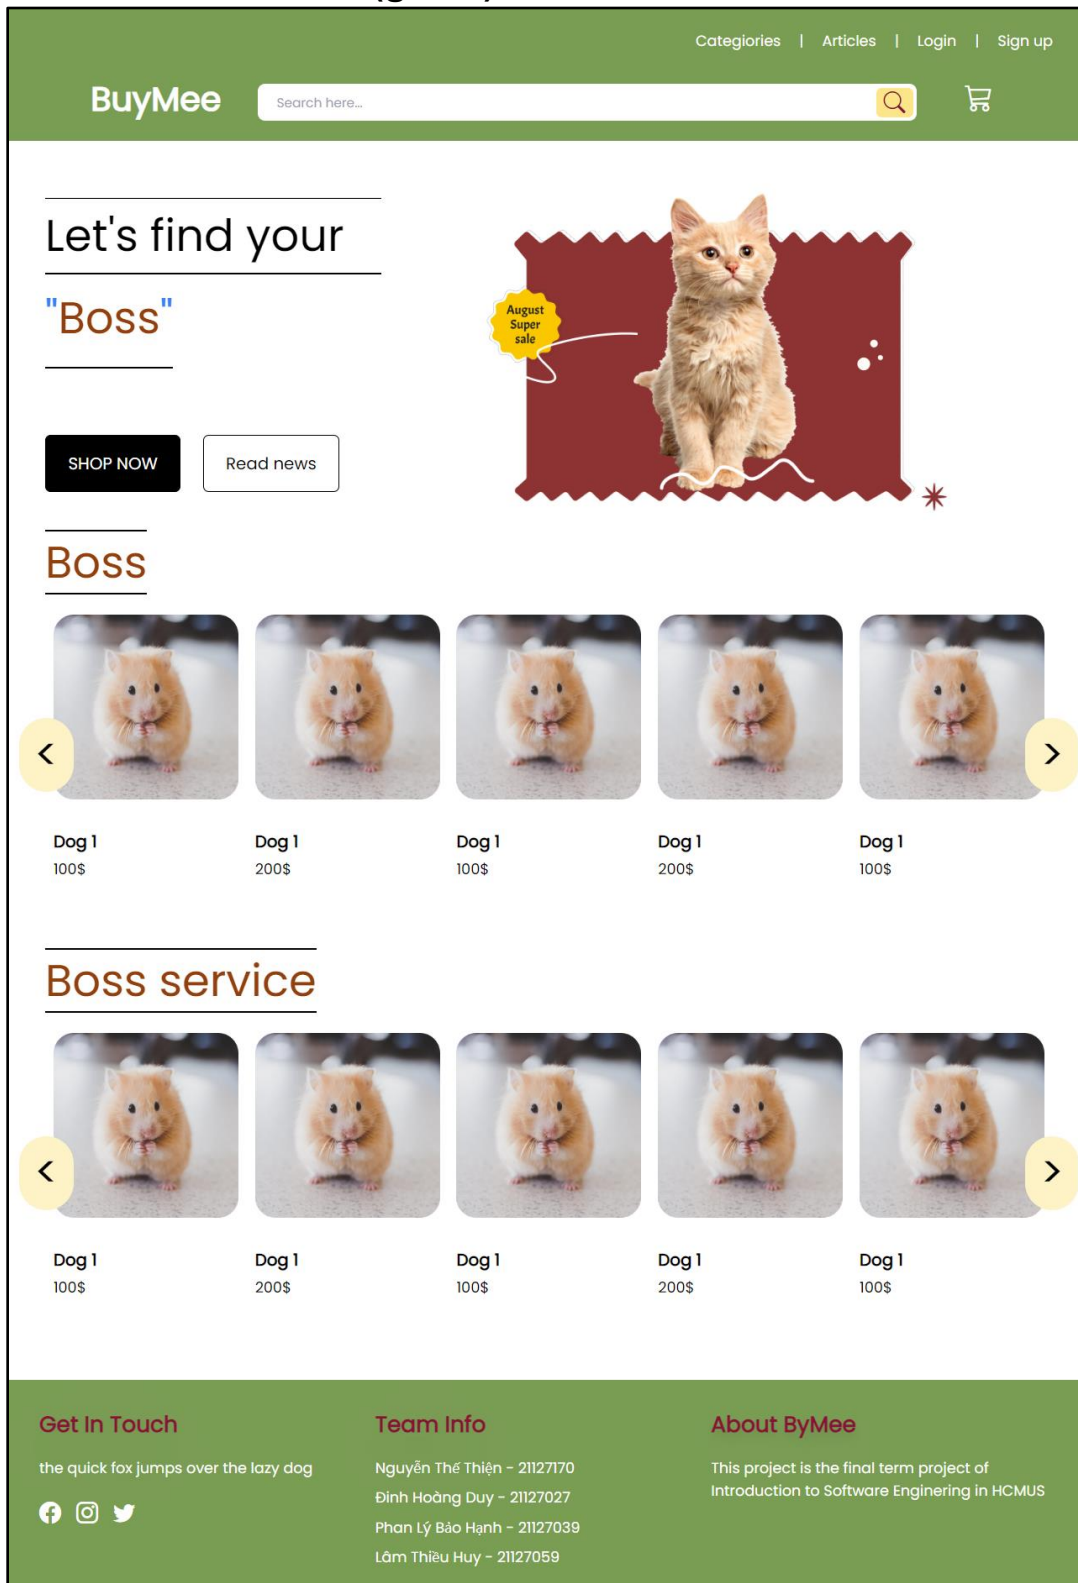 Categiories | Articles | Login | Sign up
BuyMee
Search here...
Let's find your
"Boss"
August
Super
sale
SHOP NOW
Read news
Boss
<
>
Dog 1
Dog 1
Dog 1
Dog 1
Dog 1
100$
200$
100$
200$
100$
Boss service
<
>
Dog 1
Dog 1
Dog 1
Dog 1
Dog 1
100$
200$
100$
200$
100$
Get In Touch
the quick fox jumps over the lazy dog
Team Info
Nguyễn Thế Thiện - 21127170
Đinh Hoàng Duy - 21127027
Phan Lý Bảo Hạnh - 21127039
Lâm Thiều Huy - 21127059
About ByMee
This project is the final term project of
Introduction to Software Enginering in HCMUS